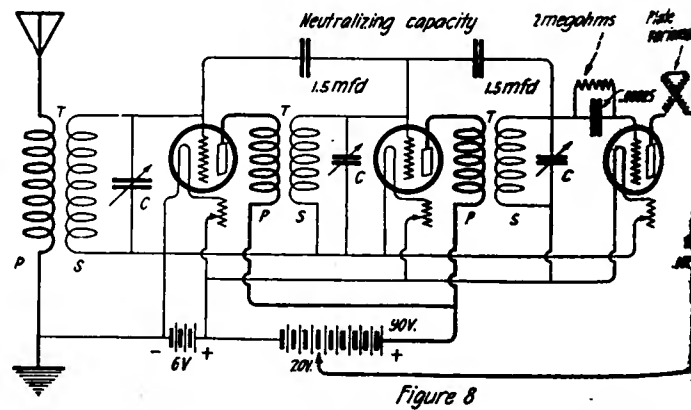 Neutralizing capacity
2 megohms
Plate
1.5 mfd
1.5 mfd
.00025
T
T
T
C
C
C
P
S
P
S
P
S
- 6V +
20V.
90V.
+
Figure 8